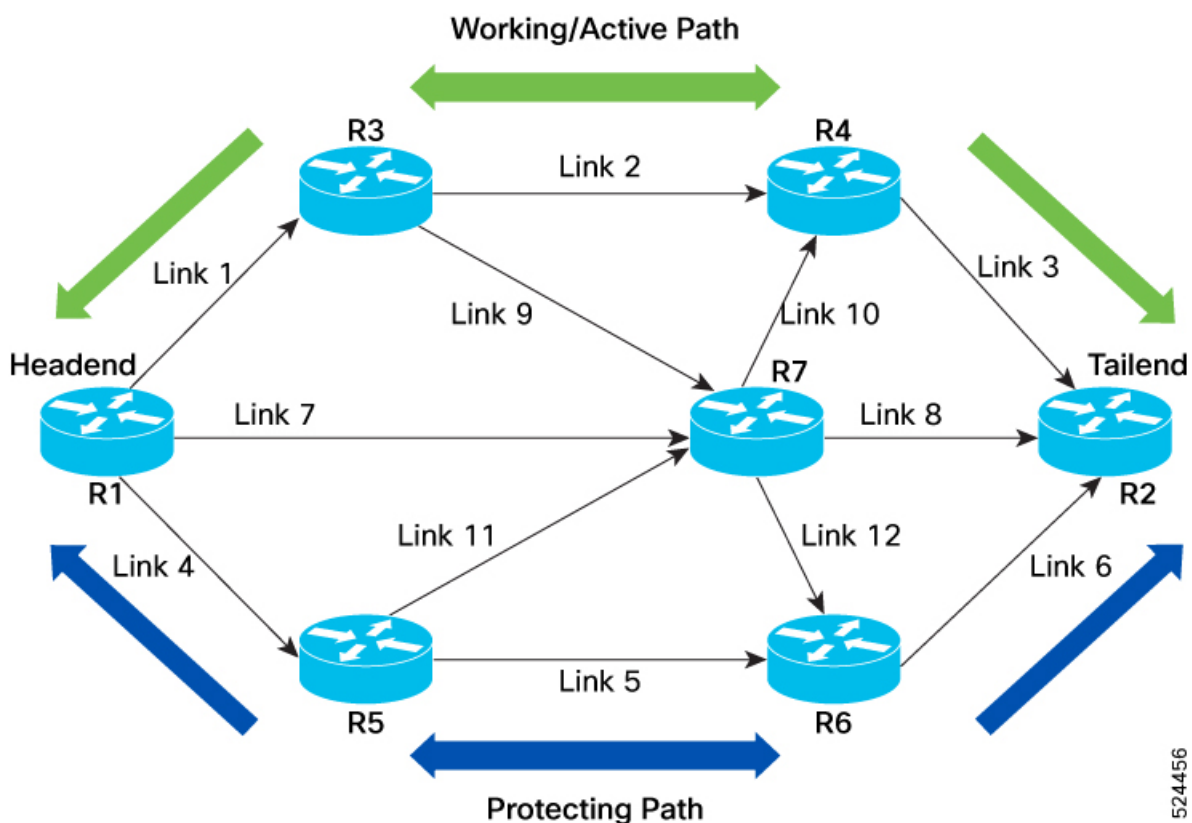 Working/Active Path
R3
R4
Link 2
Link 1
Link 9
Link 3
Link 10
Headend
R7
Tailend
Link 7
Link 8
R1
R2
Link 11
Link 12
Link 4
Link 6
Link 5
R5
R6
Protecting Path
524456